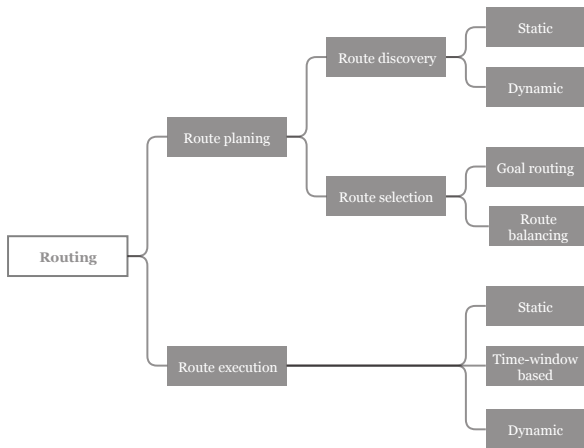 Static
Route discovery
Dynamic
Route planing
Goal routing
Route selection
Route
balancing
Routing
Static
Route execution
Time-window
based
Dynamic